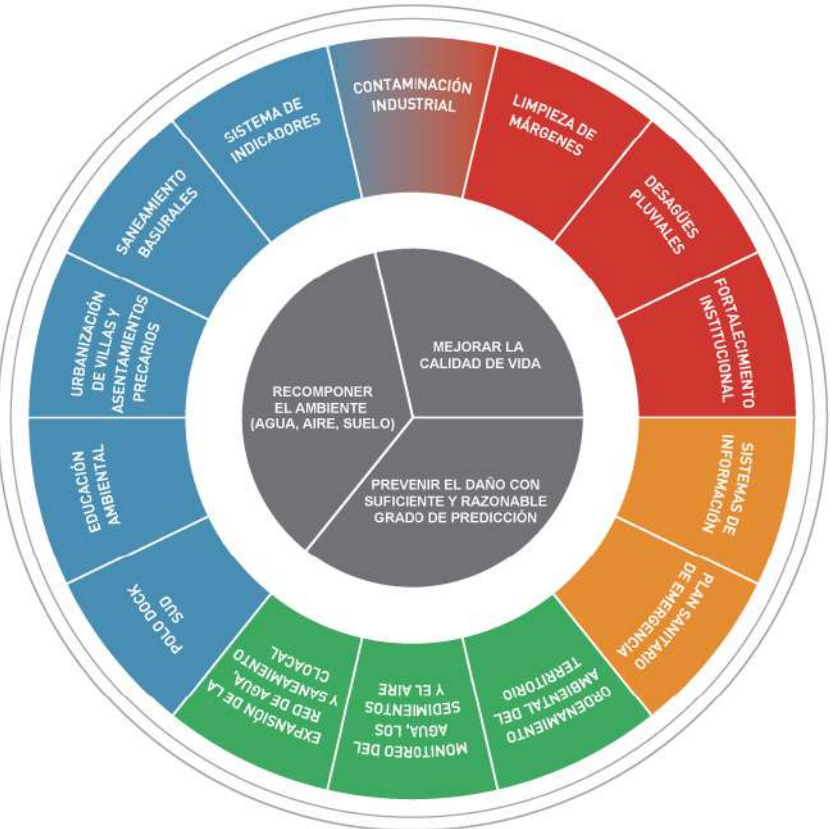 CONTAMINACIÓN
INDUSTRIAL
LIMPIEZA DE
MÁRGENES
DESAGÜES
PLUVIALES
FORTALECIMIENTO
INSTITUCIONAL
SISTEMAS DE
INFORMACIÓN
PLAN SANITARIO
DE EMERGENCIA
ORDENAMIENTO
AMBIENTAL DEL
TERRITORIO
MONITOREO DEL
AGUA, LOS
SEDIMENTOS
Y EL AIRE
EXPANSIÓN DE LA
RED DE AGUA,
Y SANEAMIENTO
CLOACAL
POLO DOCK
SUD
EDUCACIÓN
AMBIENTAL
URBANIZACIÓN
DE VILLAS Y
ASENTAMIENTOS
PRECARIOS
SANEAMIENTO
BASURALES
SISTEMA DE
INDICADORES
MEJORAR LA
CALIDAD DE VIDA
RECOMPONER
EL AMBIENTE
(AGUA, AIRE, SUELO)
PREVENIR EL DAÑO CON
SUFICIENTE Y RAZONABLE
GRADO DE PREDICCIÓN